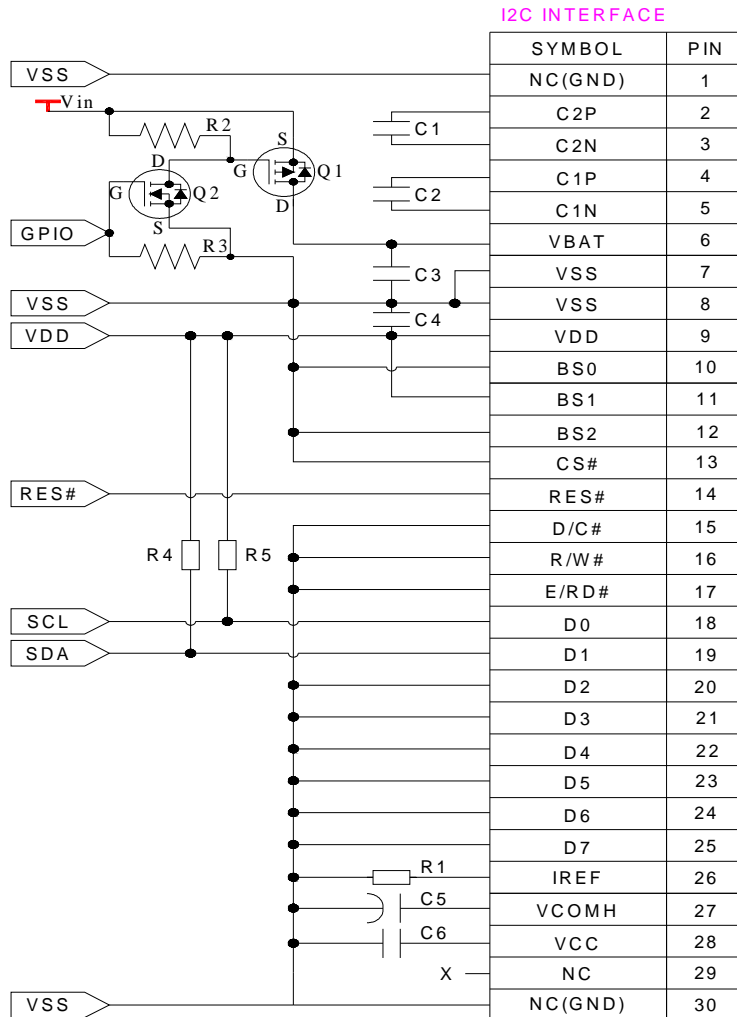 I2C INTERFACE
SYMBOL PIN
VSS NC(GND) 1
Vin C2P 2
R2 C1 C2N 3
S
D G Q1 C1P 4
G Q2 C2 C1N 5
D
GPIO S VBAT 6
R3 C3 VSS 7
VSS VSS 8
C4
VDD VDD 9
BS0 10
BS1 11
BS2 12
CS# 13
RES# RES# 14
D/C# 15
R4 R5 R/W# 16
E/RD# 17
SCL D0 18
SDA D1 19
D2 20
D3 21
D4 22
D5 23
D6 24
D7 25
R1 IREF 26
C5 VCOMH 27
C6 VCC 28
X NC 29
VSS NC(GND) 30